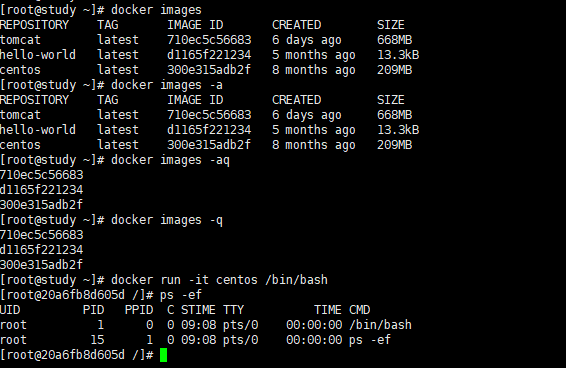 [root@study ~]# docker images
REPOSITORY    TAG       IMAGE ID       CREATED        SIZE
tomcat        latest    710ec5c56683   6 days ago     668MB
hello-world   latest    d1165f221234   5 months ago   13.3kB
centos        latest    300e315adb2f   8 months ago   209MB
[root@study ~]# docker images -a
REPOSITORY    TAG       IMAGE ID       CREATED        SIZE
tomcat        latest    710ec5c56683   6 days ago     668MB
hello-world   latest    d1165f221234   5 months ago   13.3kB
centos        latest    300e315adb2f   8 months ago   209MB
[root@study ~]# docker images -aq
710ec5c56683
d1165f221234
300e315adb2f
[root@study ~]# docker images -q
710ec5c56683
d1165f221234
300e315adb2f
[root@study ~]# docker run -it centos /bin/bash
[root@20a6fb8d605d /]# ps -ef
UID         PID   PPID  C STIME TTY          TIME CMD
root          1      0  0 09:08 pts/0    00:00:00 /bin/bash
root         15      1  0 09:08 pts/0    00:00:00 ps -ef
[root@20a6fb8d605d /]#